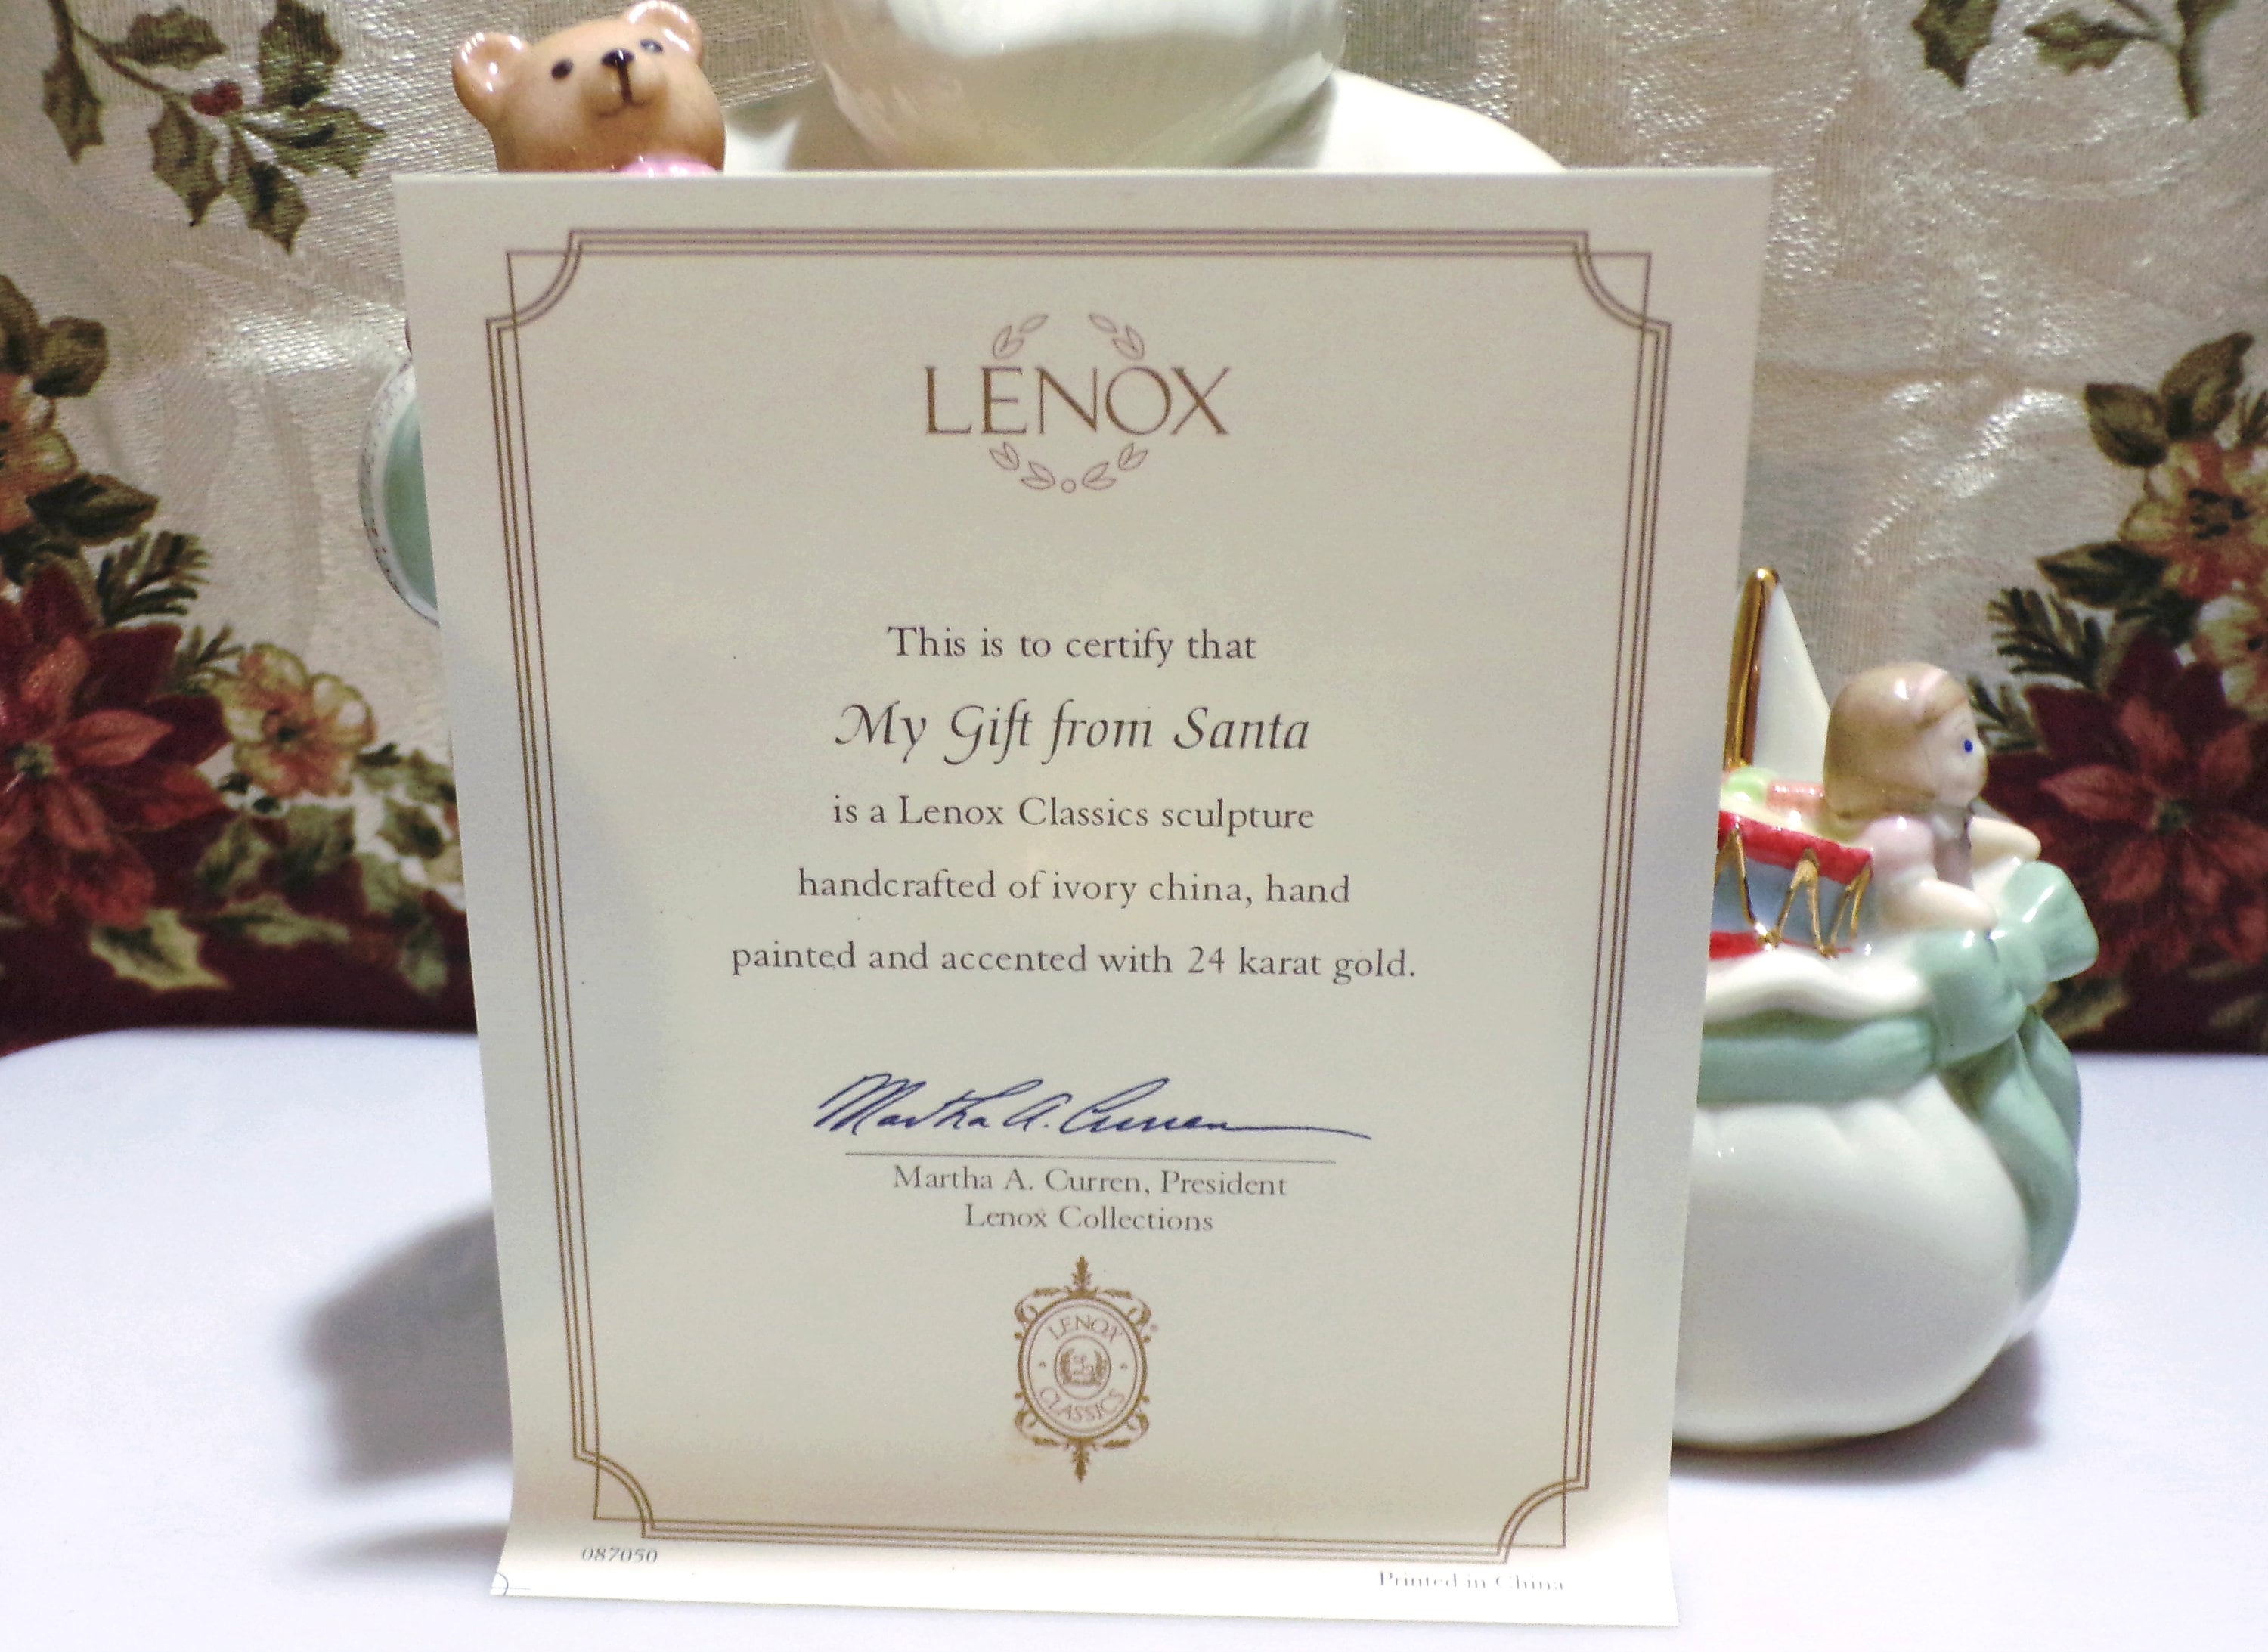 LENOX
This is to certify that
My Gift from Santa
is a Lenox Classics sculpture
handcrafted of ivory china, hand
painted and accented with 24 karat gold.
Martha A. Curren
Martha A. Curren, President
Lenox Collections
LENOX
CLASSICS
087050
Printed in China